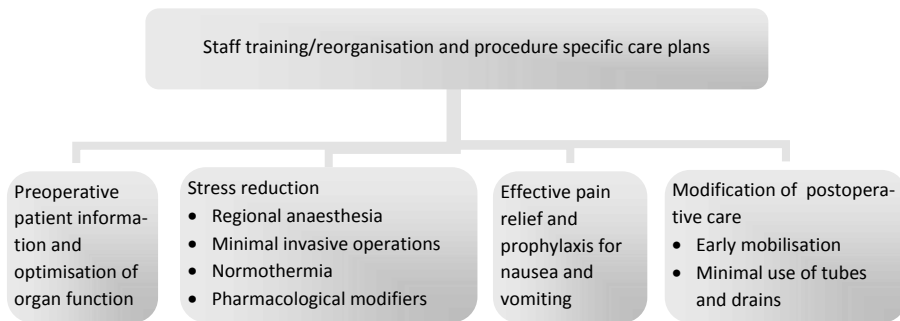 Staff training/reorganisation and procedure specific care plans
Preoperative
patient informa-
tion and
optimisation of
organ function
Stress reduction
• Regional anaesthesia
• Minimal invasive operations
• Normothermia
• Pharmacological modifiers
Effective pain
relief and
prophylaxis for
nausea and
vomiting
Modification of postopera-
tive care
• Early mobilisation
• Minimal use of tubes
and drains